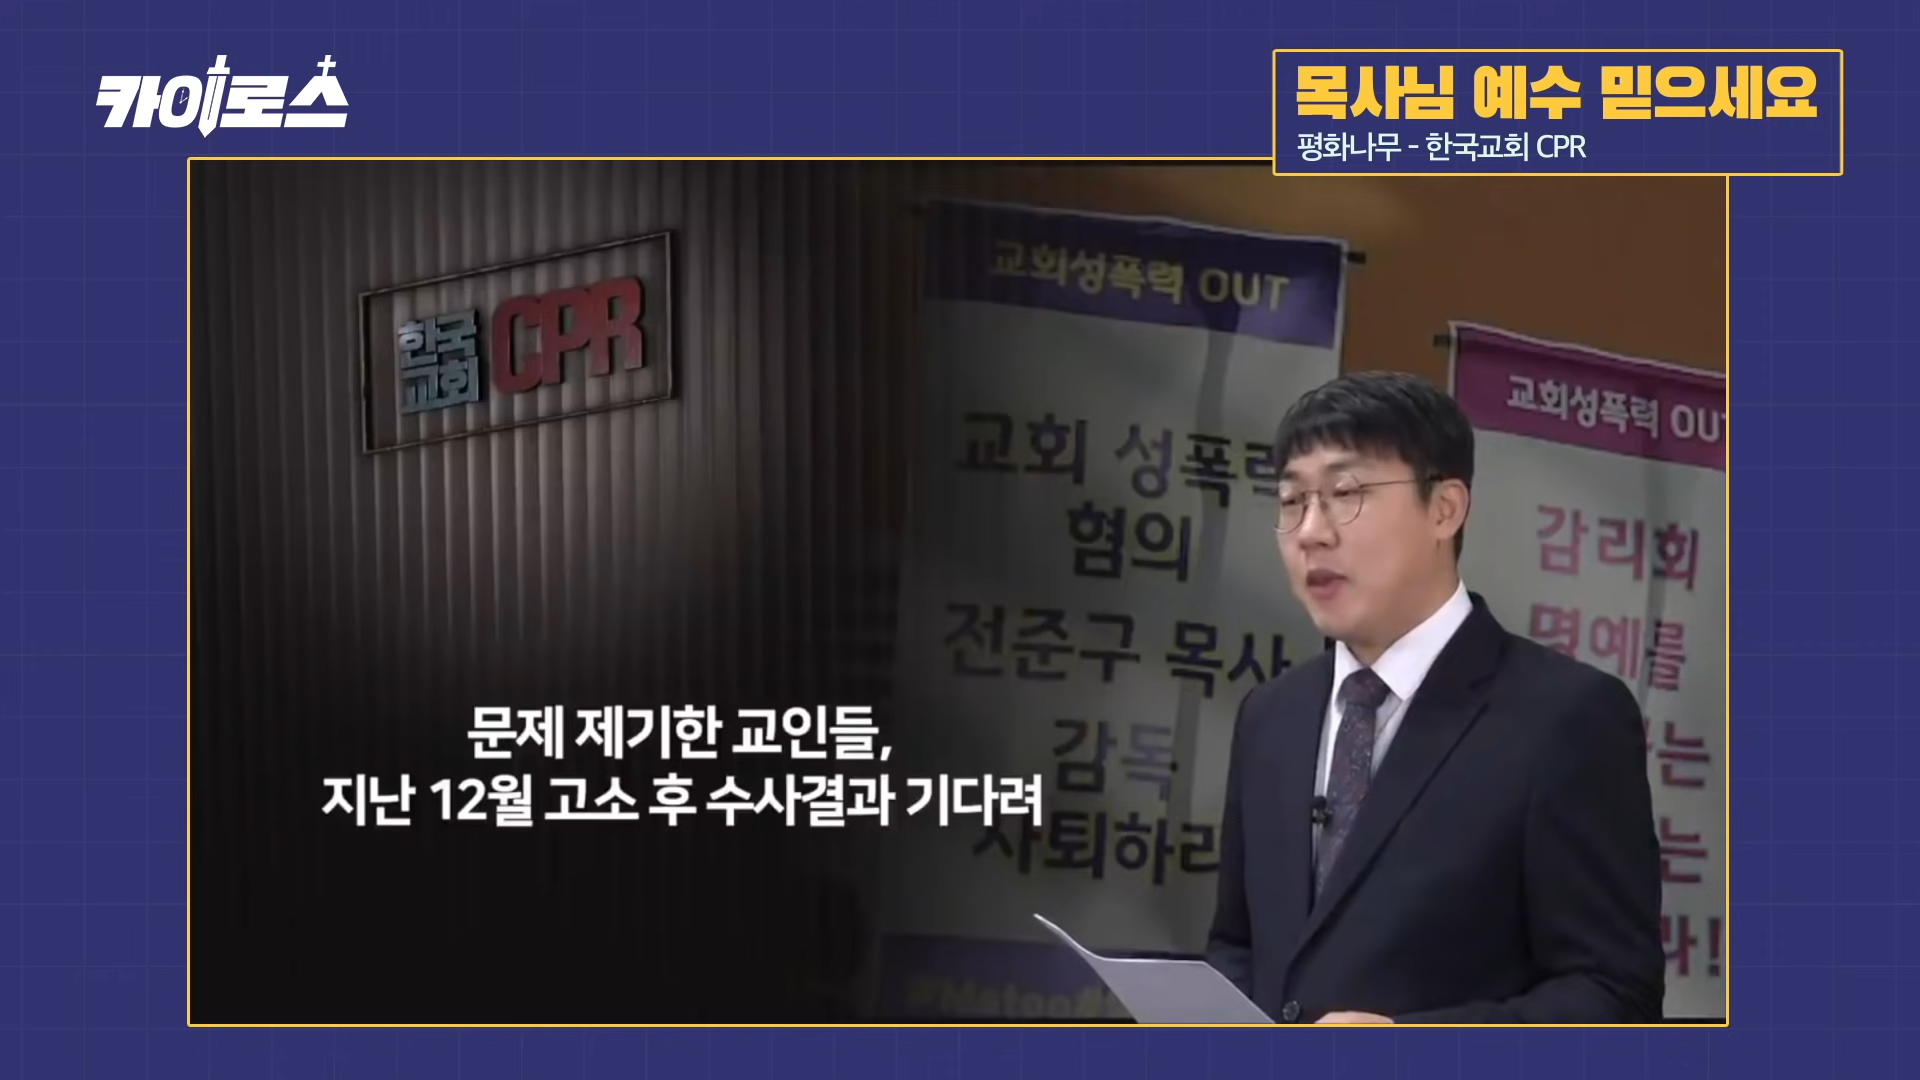 카이로스
목사님 예수 믿으세요
평화나무 - 한국교회 CPR
한국
교회 CPR
교회성폭력 OUT
교회 성폭력
혐의
전준구 목사
감독
사퇴하라
교회성폭력 OUT
감리회
명예를
는
는
라!
문제 제기한 교인들,
지난 12월 고소 후 수사결과 기다려